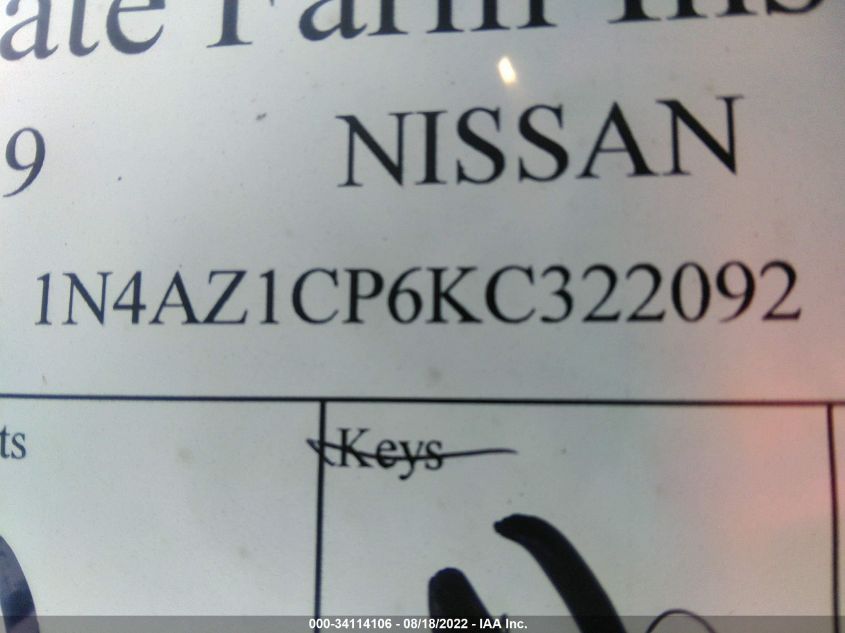 ate Farm Ins
9 NISSAN
1N4AZ1CP6KC322092
ts Keys
000-34114106 - 08/18/2022 - IAA Inc.